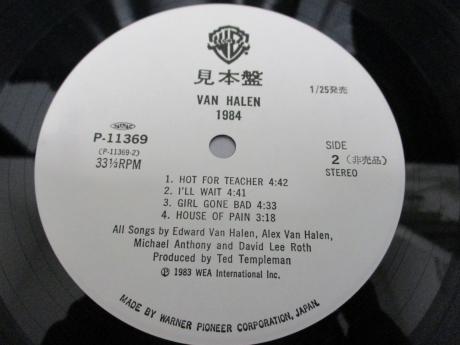 見本盤
1/25発売
VAN HALEN
1984
P-11369
(P-11369-2)
33⅓RPM
SIDE
2 (非売品)
STEREO
1. HOT FOR TEACHER 4:42
2. I'LL WAIT 4:41
3. GIRL GONE BAD 4:33
4. HOUSE OF PAIN 3:18
All Songs by Edward Van Halen, Alex Van Halen,
Michael Anthony and David Lee Roth
Produced by Ted Templeman
Ⓟ 1983 WEA International Inc.
MADE BY WARNER PIONEER CORPORATION, JAPAN.